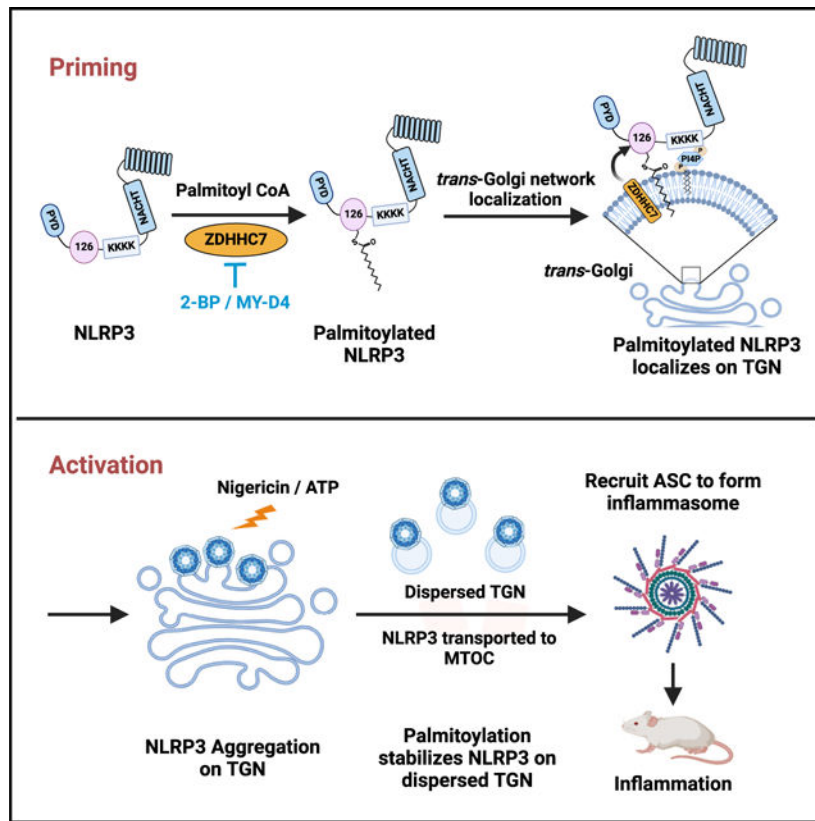 Priming
PYD
126
KKKK
NACHT
NLRP3
Palmitoyl CoA
ZDHHC7
2-BP / MY-D4
PYD
126
KKKK
NACHT
S
O
Palmitoylated
NLRP3
trans-Golgi network
localization
PYD
126
KKKK
NACHT
S
O
P
PI4P
P
ZDHHC7
trans-Golgi
Palmitoylated NLRP3
localizes on TGN
Activation
Nigericin / ATP
NLRP3 Aggregation
on TGN
Dispersed TGN
NLRP3 transported to
MTOC
Palmitoylation
stabilizes NLRP3 on
dispersed TGN
Recruit ASC to form
inflammasome
Inflammation